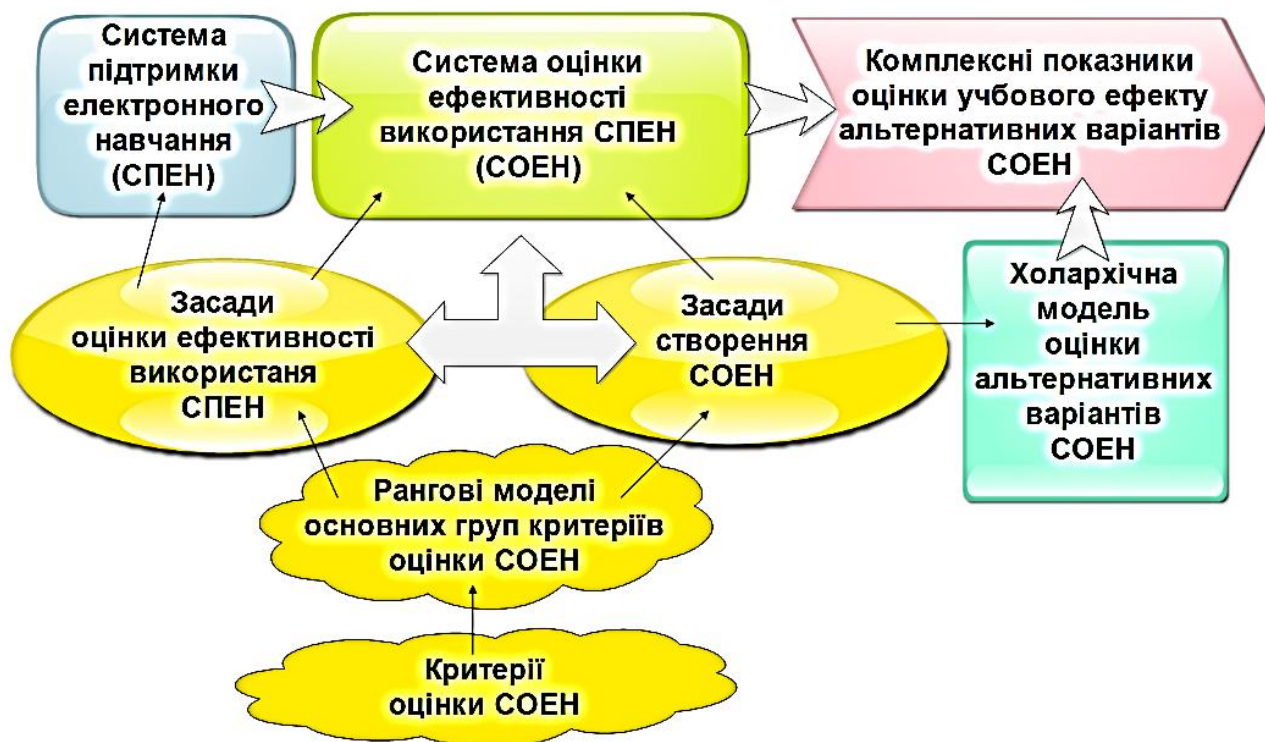 Система
підтримки
електронного
навчання
(СПЕН)
Система оцінки
ефективності
використання СПЕН
(СОЕН)
Комплексні показники
оцінки учбового ефекту
альтернативних варіантів
СОЕН
Засади
оцінки ефективності
використаня
СПЕН
Засади
створення
СОЕН
Холархічна
модель
оцінки
альтернативних
варіантів
СОЕН
Рангові моделі
основних груп критеріїв
оцінки СОЕН
Критерії
оцінки СОЕН